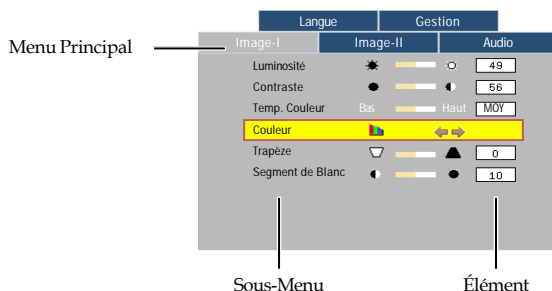 Langue Gestion
Menu Principal
Image-I Image-II Audio
Luminosité 49
Contraste 56
Temp. Couleur Bas Haut MOY
Couleur
Trapèze 0
Segment de Blanc 10
Sous-Menu Élément